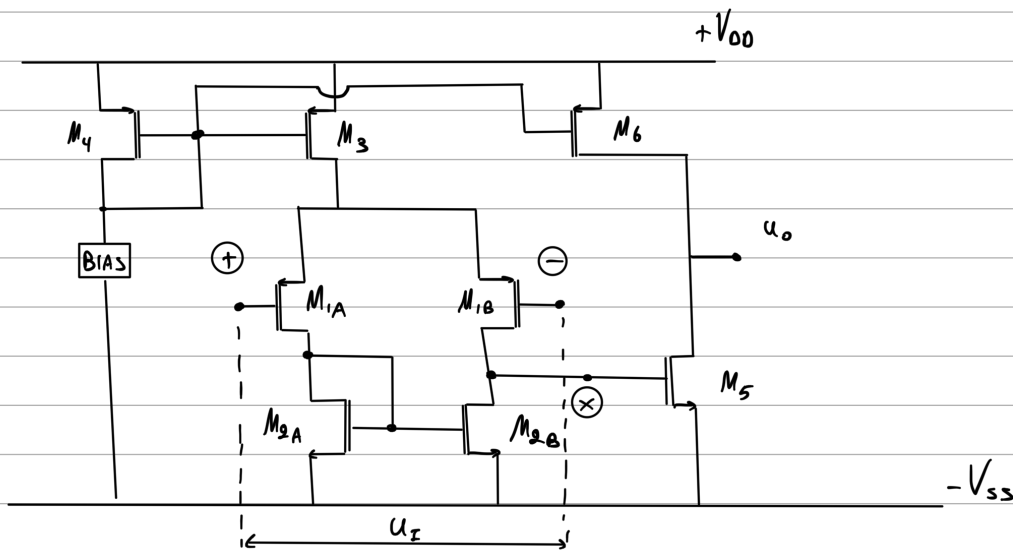 +V_DD
M_4
M_3
M_6
u_o
BIAS
+
−
M_1A
M_1B
M_5
×
M_2A
M_2B
-V_SS
u_I